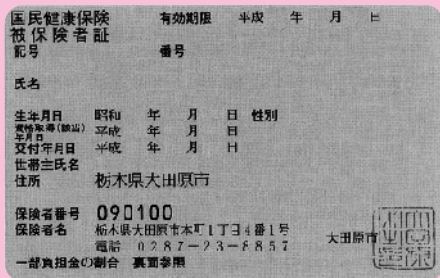 国民健康保険 有効期限 平成 年 月 日
被保険者証
記号 番号
氏名
生年月日 昭和 年 月 日 性別
資格取得(該当)年月日 平成 年 月 日
交付年月日 平成 年 月 日
世帯主氏名
住所 栃木県大田原市
保険者番号 090100
保険者名 栃木県大田原市本町1丁目4番1号
電話 0287-23-8857
大田原市
一部負担金の割合 裏面参照